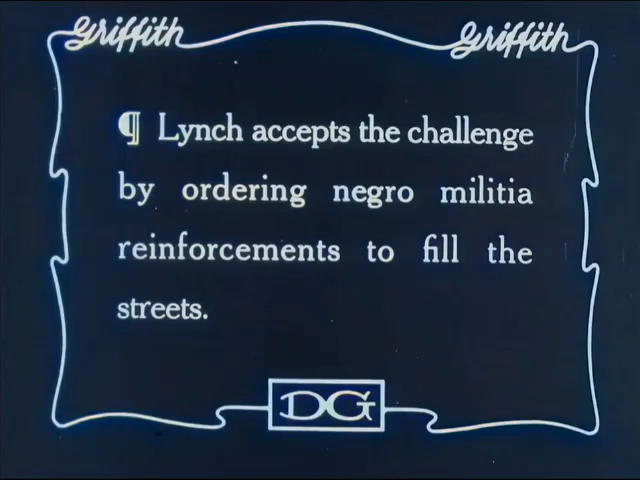 Griffith Griffith
¶ Lynch accepts the challenge
by ordering negro militia
reinforcements to fill the
streets.
DG